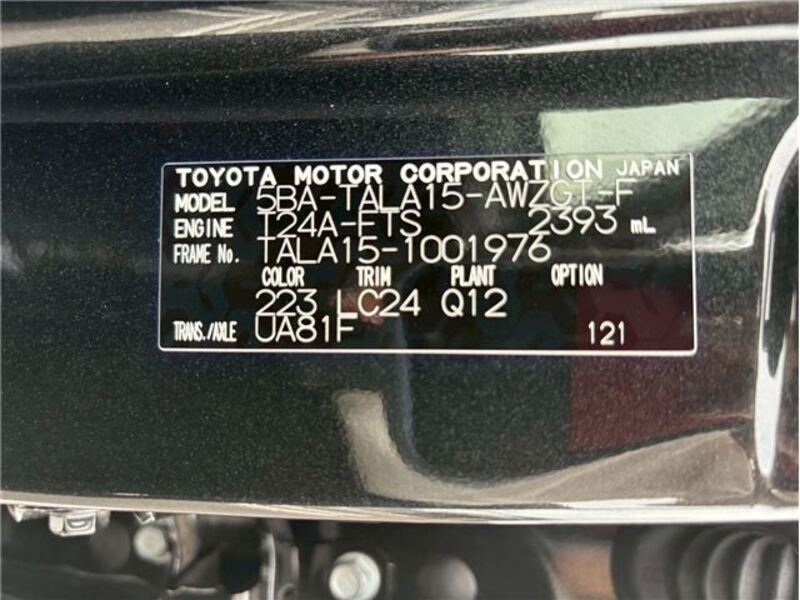 TOYOTA MOTOR CORPORATION JAPAN
MODEL 5BA-TALA15-AWZGT-F
ENGINE T24A-FTS 2393 mL
FRAME No. TALA15-1001976
COLOR TRIM PLANT OPTION
223 LC24 Q12
TRANS./AXLE UA81F 121